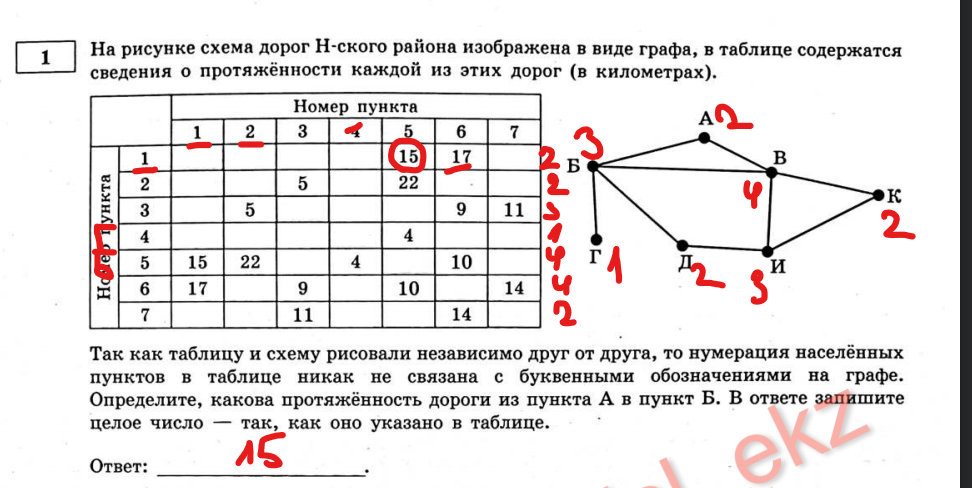 1
На рисунке схема дорог Н-ского района изображена в виде графа, в таблице содержатся
сведения о протяжённости каждой из этих дорог (в километрах).
Номер пункта
1 2 3 4 5 6 7
Номер пункта
1 15 17 2
2 5 22 2
3 5 9 11 3
4 4 1
5 15 22 4 10 4
6 17 9 10 14 4
7 11 14 2
А 2
Б 3
В 4
К 2
Г 1
Д 2
И 3
Так как таблицу и схему рисовали независимо друг от друга, то нумерация населённых
пунктов в таблице никак не связана с буквенными обозначениями на графе.
Определите, какова протяжённость дороги из пункта А в пункт Б. В ответе запишите
целое число — так, как оно указано в таблице.
Ответ: 15.
ekz